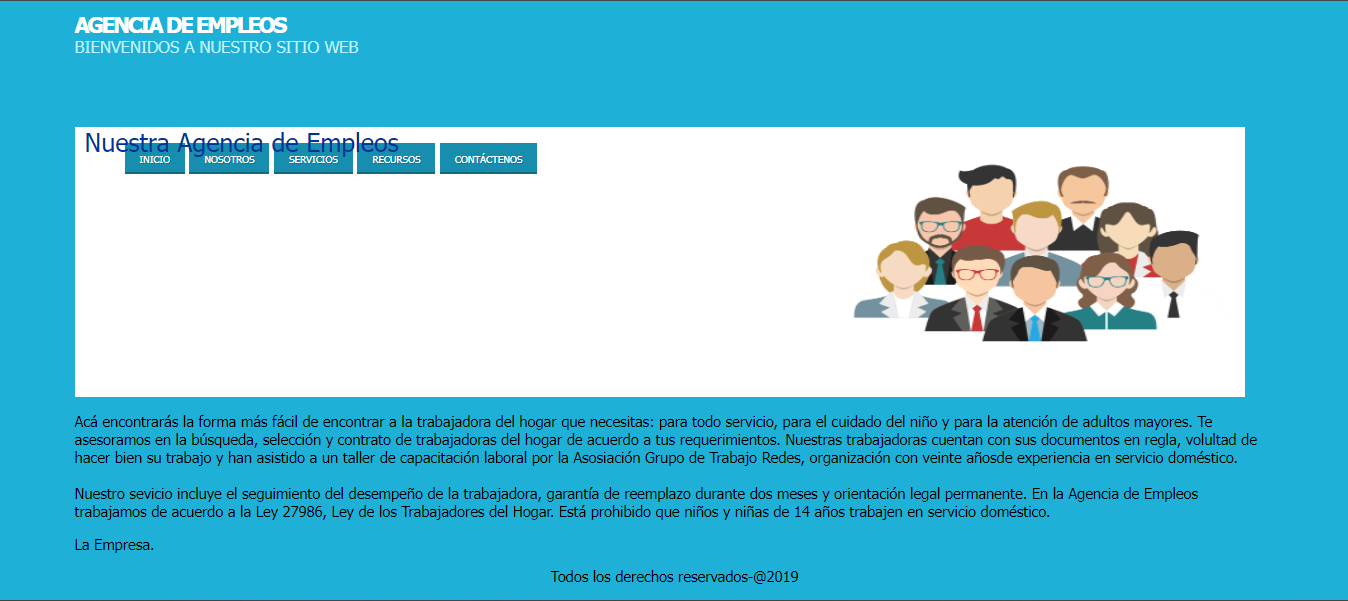 AGENCIA DE EMPLEOS
BIENVENIDOS A NUESTRO SITIO WEB
Nuestra Agencia de Empleos
INICIO NOSOTROS SERVICIOS RECURSOS CONTÁCTENOS
Acá encontrarás la forma más fácil de encontrar a la trabajadora del hogar que necesitas: para todo servicio, para el cuidado del niño y para la atención de adultos mayores. Te
asesoramos en la búsqueda, selección y contrato de trabajadoras del hogar de acuerdo a tus requerimientos. Nuestras trabajadoras cuentan con sus documentos en regla, volultad de
hacer bien su trabajo y han asistido a un taller de capacitación laboral por la Asosiación Grupo de Trabajo Redes, organización con veinte añosde experiencia en servicio doméstico.
Nuestro sevicio incluye el seguimiento del desempeño de la trabajadora, garantía de reemplazo durante dos meses y orientación legal permanente. En la Agencia de Empleos
trabajamos de acuerdo a la Ley 27986, Ley de los Trabajadores del Hogar. Está prohibido que niños y niñas de 14 años trabajen en servicio doméstico.
La Empresa.
Todos los derechos reservados-@2019